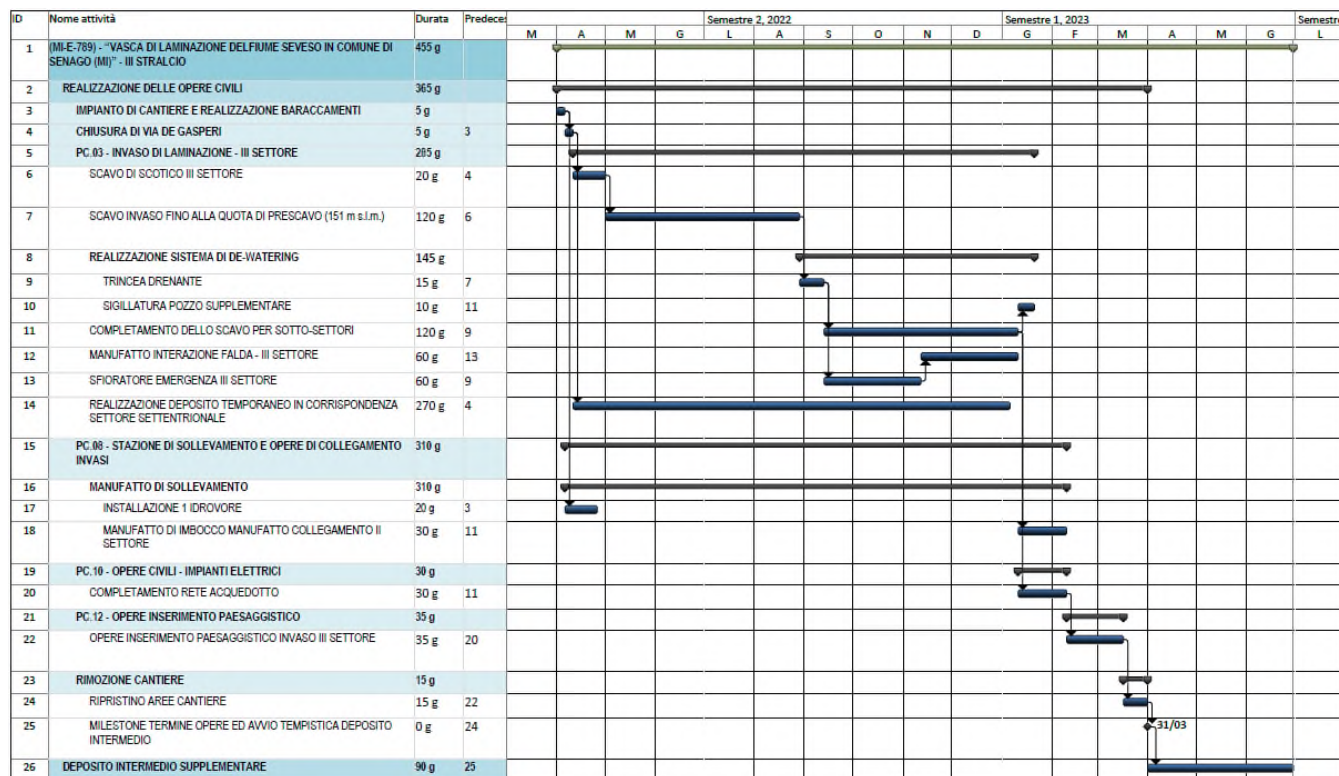 ID Nome attività Durata Predeces Semestre 2, 2022 Semestre 1, 2023 Semestre
M A M G L A S O N D G F M A M G L
1 (MI-E-789) - “VASCA DI LAMINAZIONE DELFIUME SEVESO IN COMUNE DI 455 g
SENAGO (MI)” - III STRALCIO
2 REALIZZAZIONE DELLE OPERE CIVILI 365 g
3 IMPIANTO DI CANTIERE E REALIZZAZIONE BARACCAMENTI 5 g
4 CHIUSURA DI VIA DE GASPERI 5 g 3
5 PC.03 - INVASO DI LAMINAZIONE - III SETTORE 285 g
6 SCAVO DI SCOTICO III SETTORE 20 g 4
7 SCAVO INVASO FINO ALLA QUOTA DI PRESCAVO (151 m s.l.m.) 120 g 6
8 REALIZZAZIONE SISTEMA DI DE-WATERING 145 g
9 TRINCEA DRENANTE 15 g 7
10 SIGILLATURA POZZO SUPPLEMENTARE 10 g 11
11 COMPLETAMENTO DELLO SCAVO PER SOTTO-SETTORI 120 g 9
12 MANUFATTO INTERAZIONE FALDA - III SETTORE 60 g 13
13 SFIORATORE EMERGENZA III SETTORE 60 g 9
14 REALIZZAZIONE DEPOSITO TEMPORANEO IN CORRISPONDENZA 270 g 4
SETTORE SETTENTRIONALE
15 PC.08 - STAZIONE DI SOLLEVAMENTO E OPERE DI COLLEGAMENTO 310 g
INVASI
16 MANUFATTO DI SOLLEVAMENTO 310 g
17 INSTALLAZIONE 1 IDROVORE 20 g 3
18 MANUFATTO DI IMBOCCO MANUFATTO COLLEGAMENTO II 30 g 11
SETTORE
19 PC.10 - OPERE CIVILI - IMPIANTI ELETTRICI 30 g
20 COMPLETAMENTO RETE ACQUEDOTTO 30 g 11
21 PC.12 - OPERE INSERIMENTO PAESAGGISTICO 35 g
22 OPERE INSERIMENTO PAESAGGISTICO INVASO III SETTORE 35 g 20
23 RIMOZIONE CANTIERE 15 g
24 RIPRISTINO AREE CANTIERE 15 g 22
25 MILESTONE TERMINE OPERE ED AVVIO TEMPISTICA DEPOSITO 0 g 24 31/03
INTERMEDIO
26 DEPOSITO INTERMEDIO SUPPLEMENTARE 90 g 25